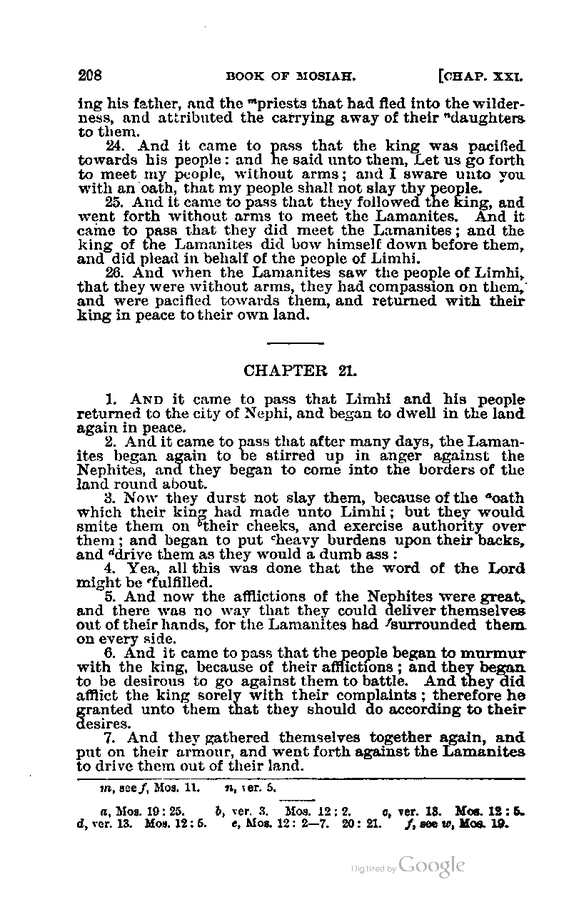 208 BOOK OF MOSIAH. [CHAP. XXI.
ing his father, and the ᵐpriests that had fled into the wilder-
ness, and attributed the carrying away of their ⁿdaughters
to them.
24. And it came to pass that the king was pacified
towards his people: and he said unto them, Let us go forth
to meet my people, without arms; and I sware unto you
with an oath, that my people shall not slay thy people.
25. And it came to pass that they followed the king, and
went forth without arms to meet the Lamanites. And it
came to pass that they did meet the Lamanites; and the
king of the Lamanites did bow himself down before them,
and did plead in behalf of the people of Limhi.
26. And when the Lamanites saw the people of Limhi,
that they were without arms, they had compassion on them,
and were pacified towards them, and returned with their
king in peace to their own land.
CHAPTER 21.
1. AND it came to pass that Limhi and his people
returned to the city of Nephi, and began to dwell in the land
again in peace.
2. And it came to pass that after many days, the Laman-
ites began again to be stirred up in anger against the
Nephites, and they began to come into the borders of the
land round about.
3. Now they durst not slay them, because of the ᵃoath
which their king had made unto Limhi; but they would
smite them on ᵇtheir cheeks, and exercise authority over
them; and began to put ᶜheavy burdens upon their backs,
and ᵈdrive them as they would a dumb ass:
4. Yea, all this was done that the word of the Lord
might be ᵉfulfilled.
5. And now the afflictions of the Nephites were great,
and there was no way that they could deliver themselves
out of their hands, for the Lamanites had ᶠsurrounded them
on every side.
6. And it came to pass that the people began to murmur
with the king, because of their afflictions; and they began
to be desirous to go against them to battle. And they did
afflict the king sorely with their complaints; therefore he
granted unto them that they should do according to their
desires.
7. And they gathered themselves together again, and
put on their armour, and went forth against the Lamanites
to drive them out of their land.
m, see f, Mos. 11. n, ver. 5.
a, Mos. 19: 25. b, ver. 3. Mos. 12: 2. c, ver. 13. Mos. 12: 5.
d, ver. 13. Mos. 12: 5. e, Mos. 12: 2—7. 20: 21. f, see w, Mos. 19.
Digitized by Google